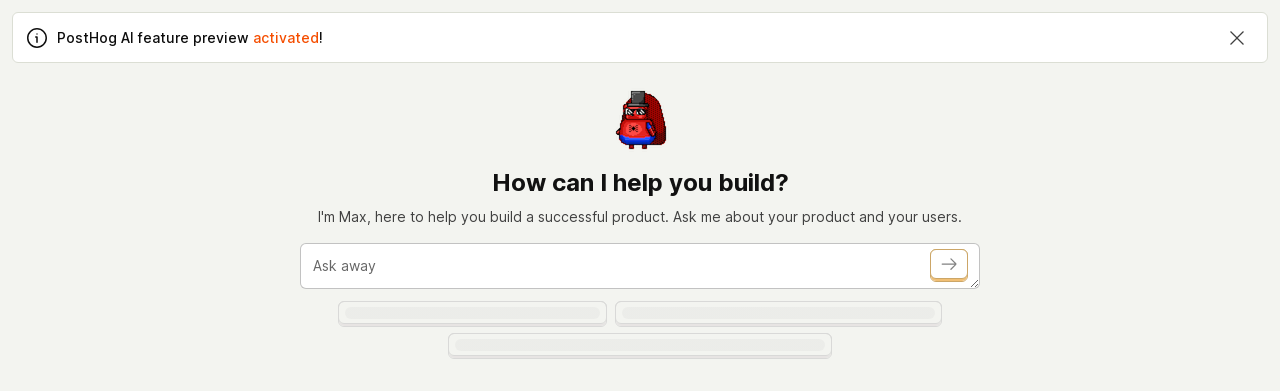 PostHog AI feature preview activated!
How can I help you build?
I'm Max, here to help you build a successful product. Ask me about your product and your users.
Ask away